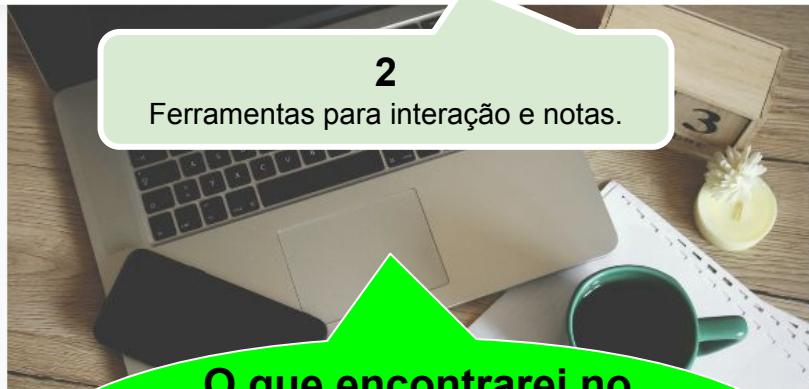 2
Ferramentas para interação e notas.
3
O que encontrarei no